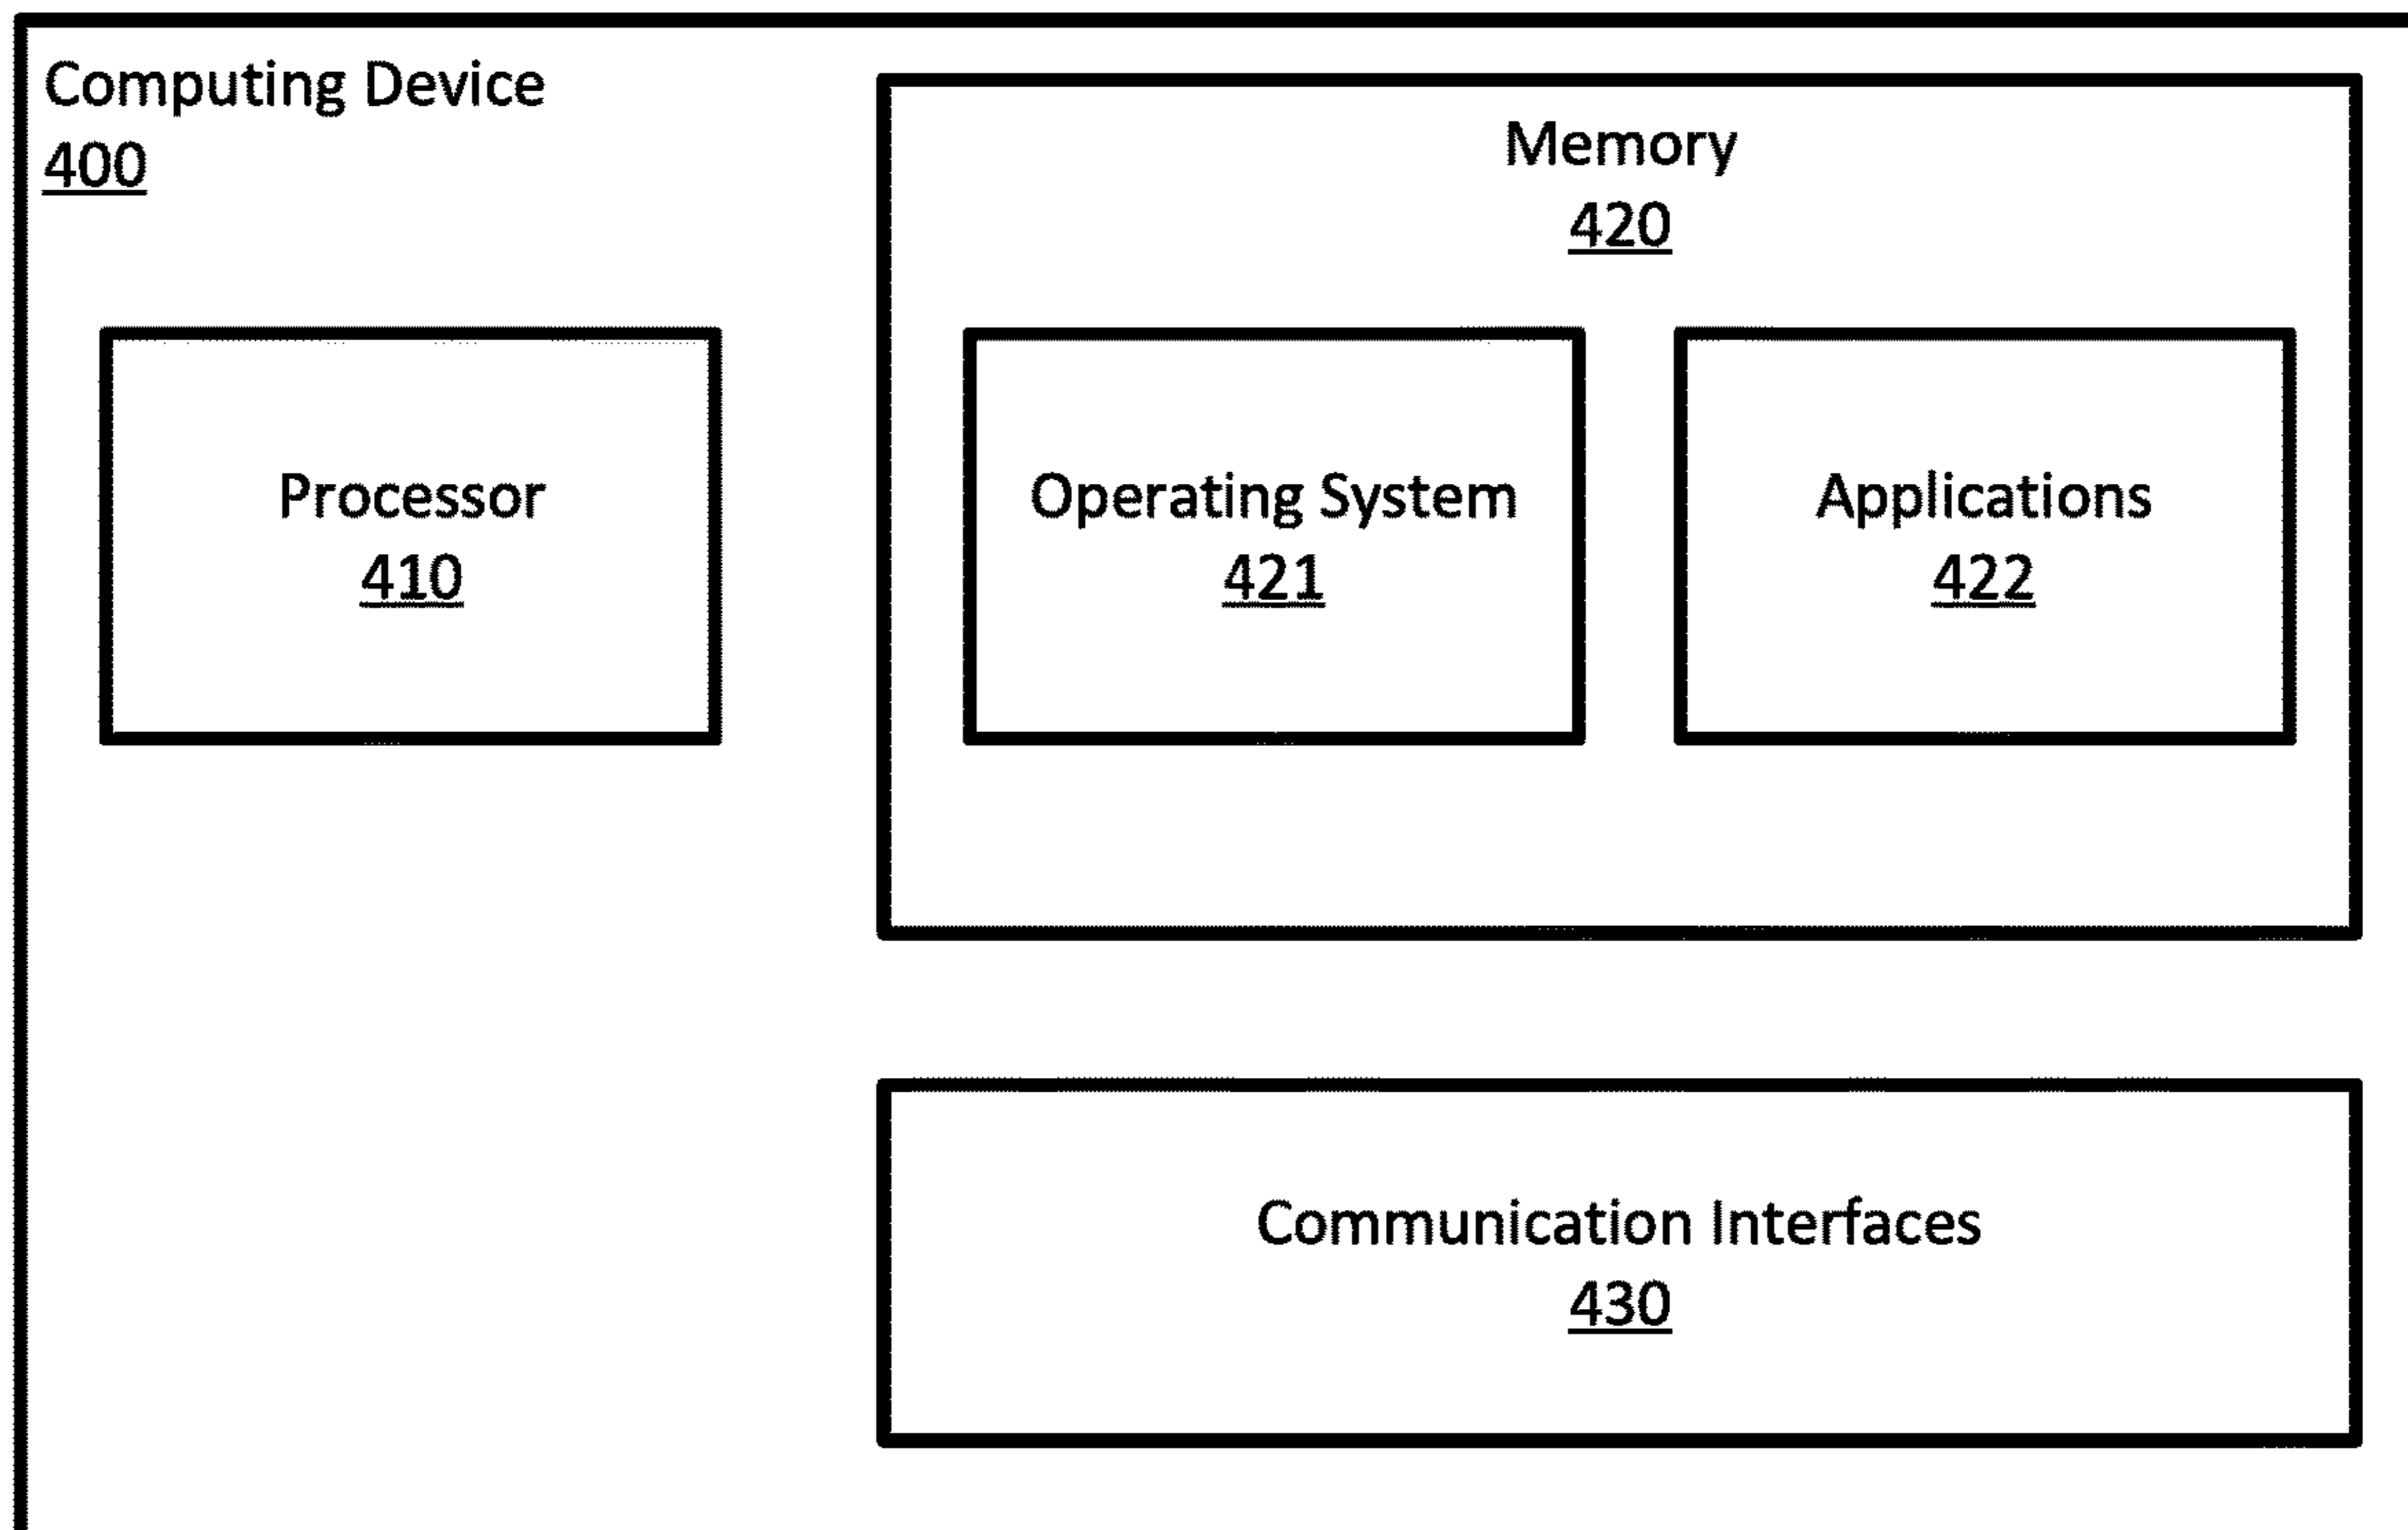 Computing Device
400
Memory
420
Processor
410
Operating System
421
Applications
422
Communication Interfaces
430